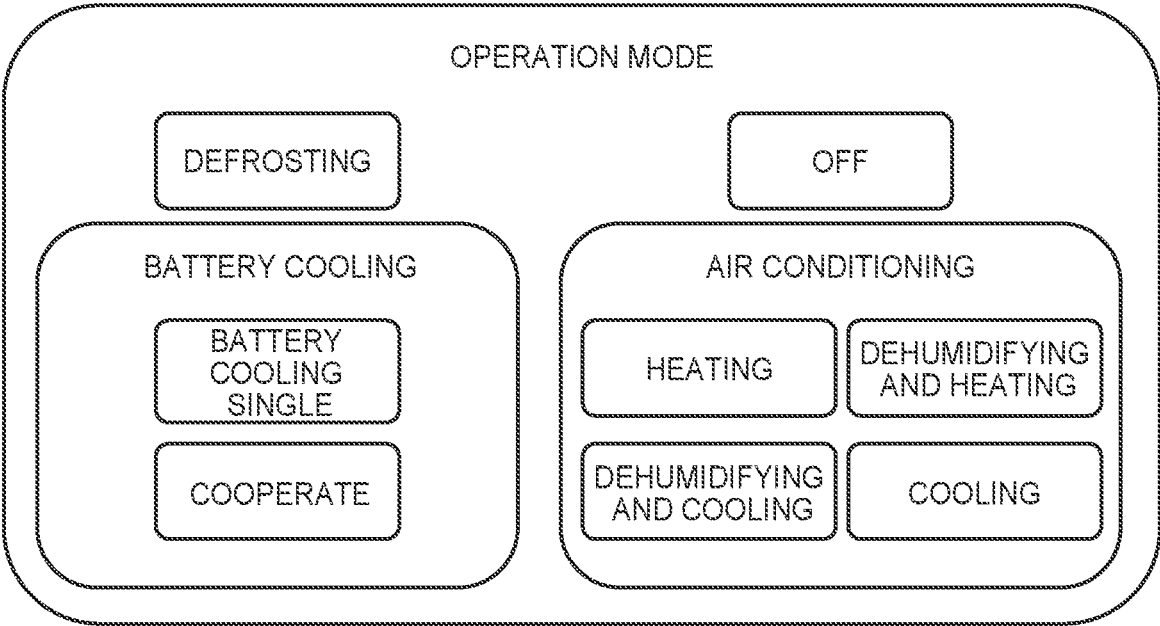 OPERATION MODE
DEFROSTING
OFF
BATTERY COOLING
BATTERY
COOLING
SINGLE
COOPERATE
AIR CONDITIONING
HEATING
DEHUMIDIFYING
AND HEATING
DEHUMIDIFYING
AND COOLING
COOLING